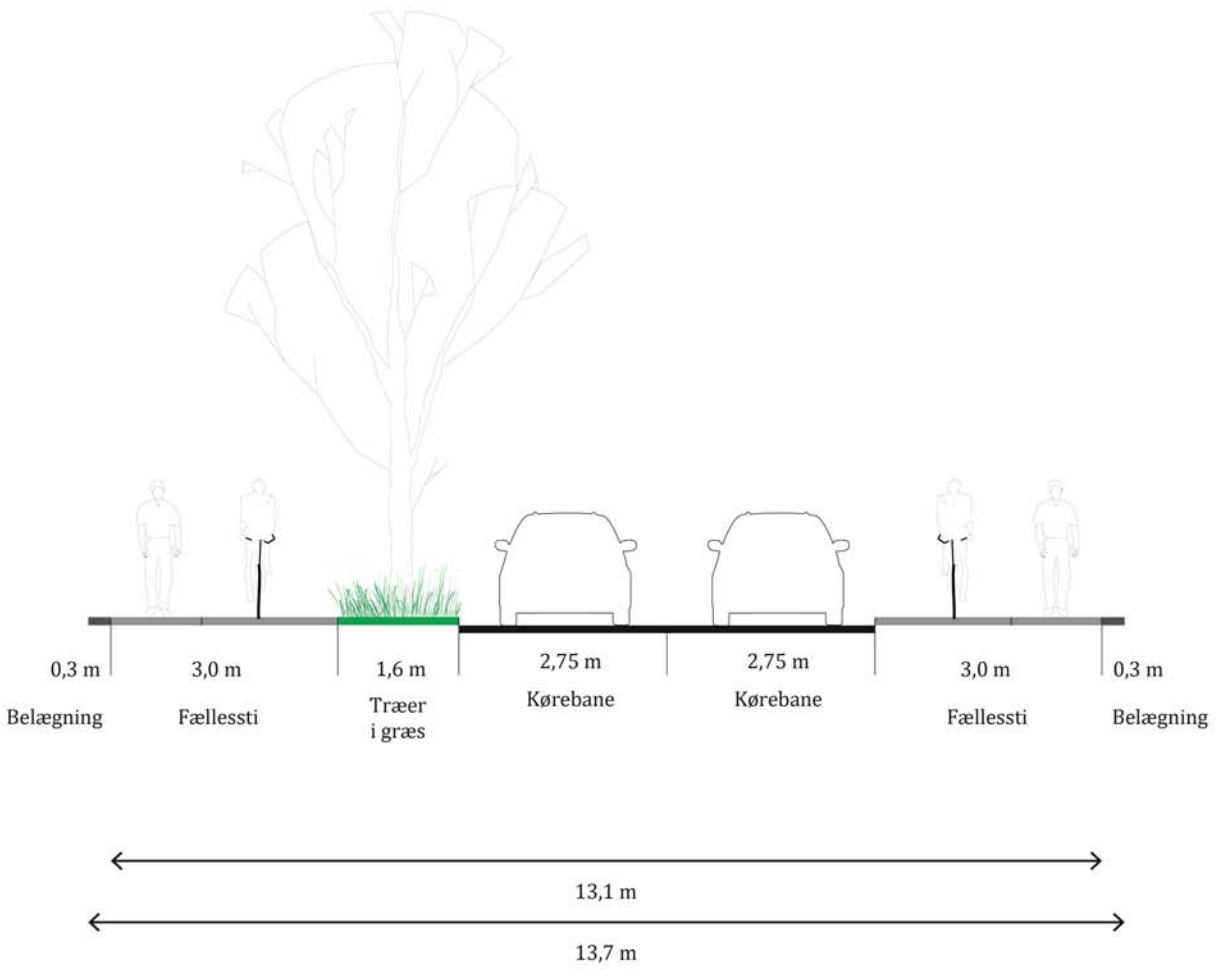 0,3 m
3,0 m
1,6 m
2,75 m
2,75 m
3,0 m
0,3 m
Belægning
Fællessti
Træer
i græs
Kørebane
Kørebane
Fællessti
Belægning
13,1 m
13,7 m